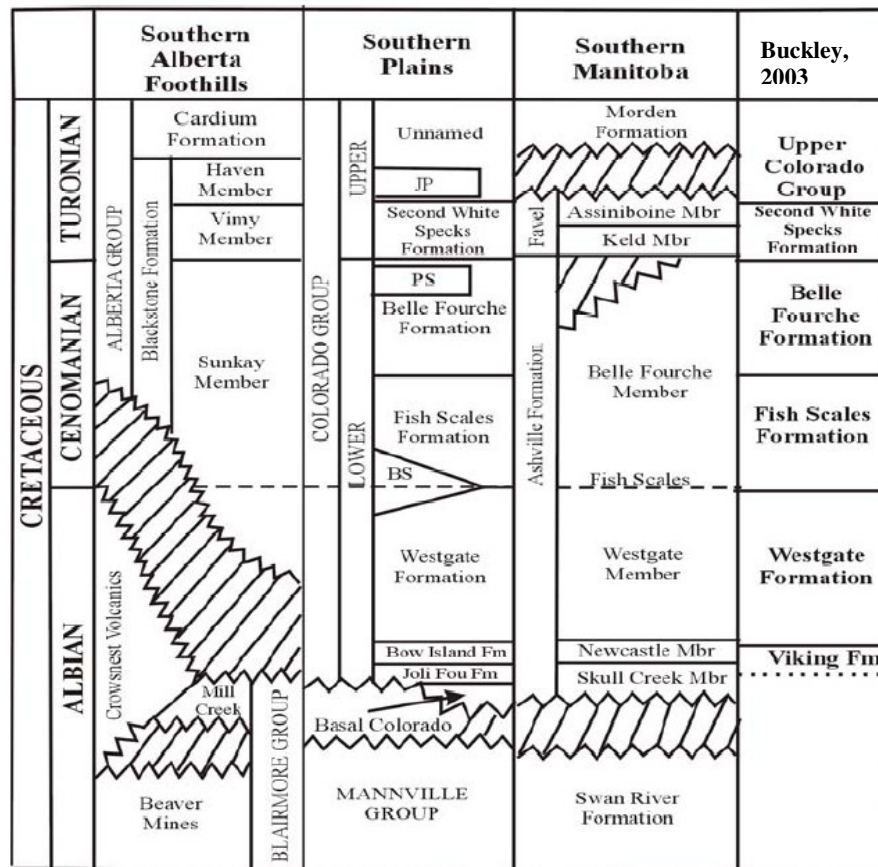 Southern
Alberta
Foothills
Southern
Plains
Southern
Manitoba
Buckley,
2003
CRETACEOUS
TURONIAN
CENOMANIAN
ALBIAN
ALBERTA GROUP
Blackstone Formation
Cardium
Formation
Haven
Member
Vimy
Member
Sunkay
Member
Crowsnest Volcanics
Mill
Creek
Beaver
Mines
BLAIRMORE GROUP
COLORADO GROUP
UPPER
LOWER
Unnamed
JP
Second White
Specks
Formation
PS
Belle Fourche
Formation
Fish Scales
Formation
BS
Westgate
Formation
Bow Island Fm
Joli Fou Fm
Basal Colorado
MANNVILLE
GROUP
Morden
Formation
Favel
Assiniboine Mbr
Keld Mbr
Ashville Formation
Belle Fourche
Member
Fish Scales
Westgate
Member
Newcastle Mbr
Skull Creek Mbr
Swan River
Formation
Upper
Colorado
Group
Second White
Specks
Formation
Belle
Fourche
Formation
Fish Scales
Formation
Westgate
Formation
Viking Fm